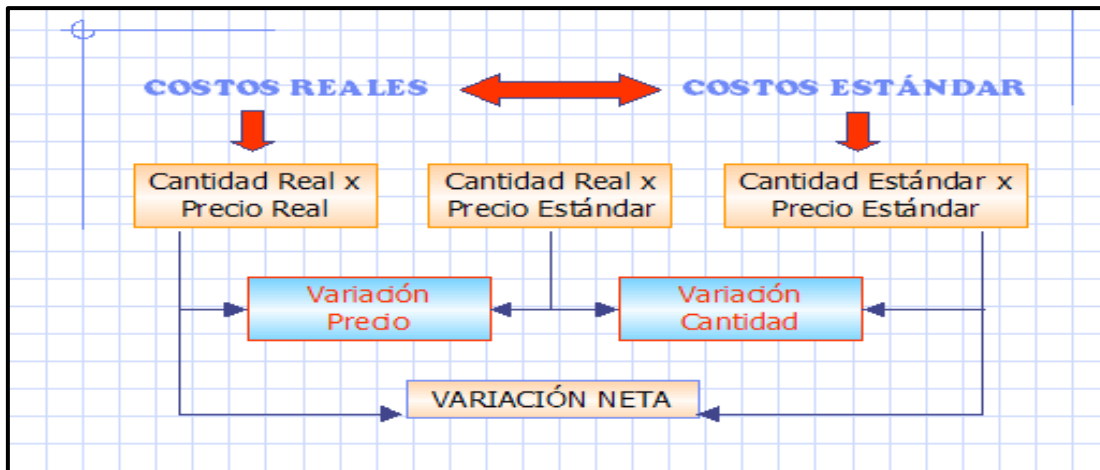 COSTOS REALES
COSTOS ESTÁNDAR
Cantidad Real x
Precio Real
Cantidad Real x
Precio Estándar
Cantidad Estándar x
Precio Estándar
Variación
Precio
Variación
Cantidad
VARIACIÓN NETA